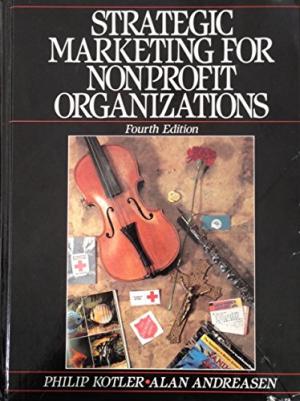 STRATEGIC
MARKETING FOR
NONPROFIT
ORGANIZATIONS
Fourth Edition
PHILIP KOTLER • ALAN ANDREASEN